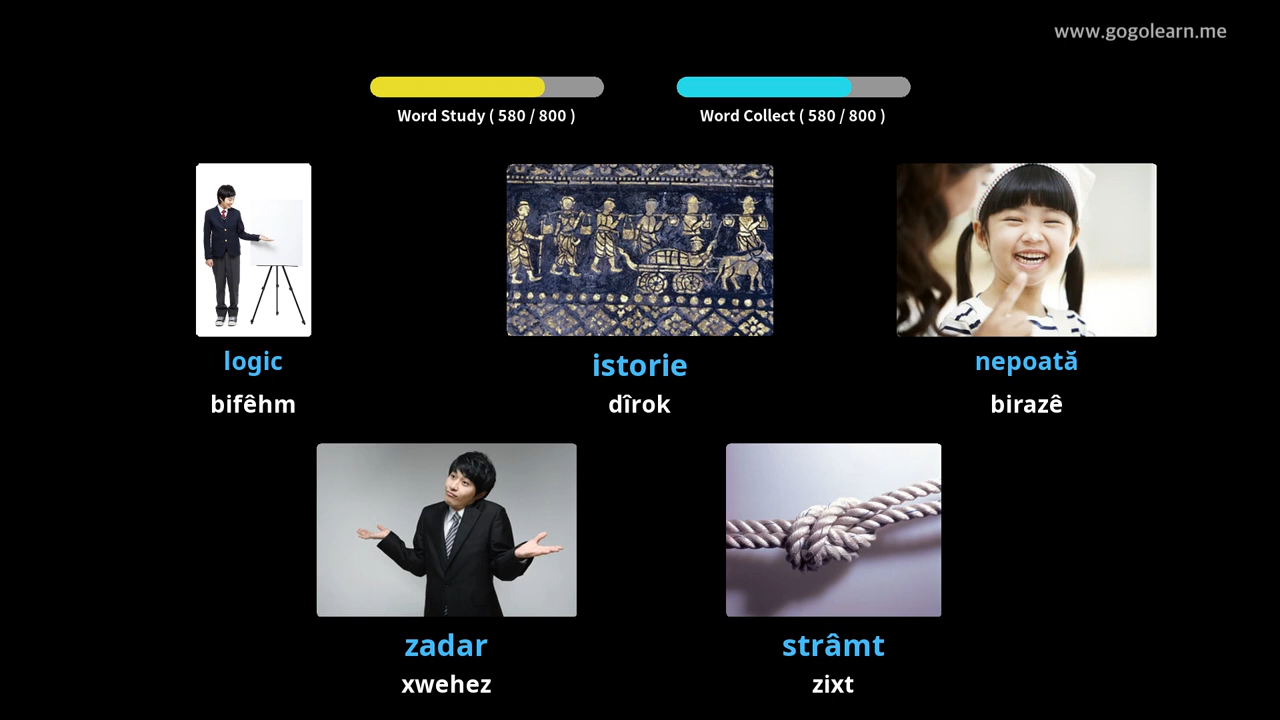 www.gogolearn.me
Word Study ( 580 / 800 )
Word Collect ( 580 / 800 )
logic
bifêhm
istorie
dîrok
nepoată
birazê
zadar
xwehez
strâmt
zixt